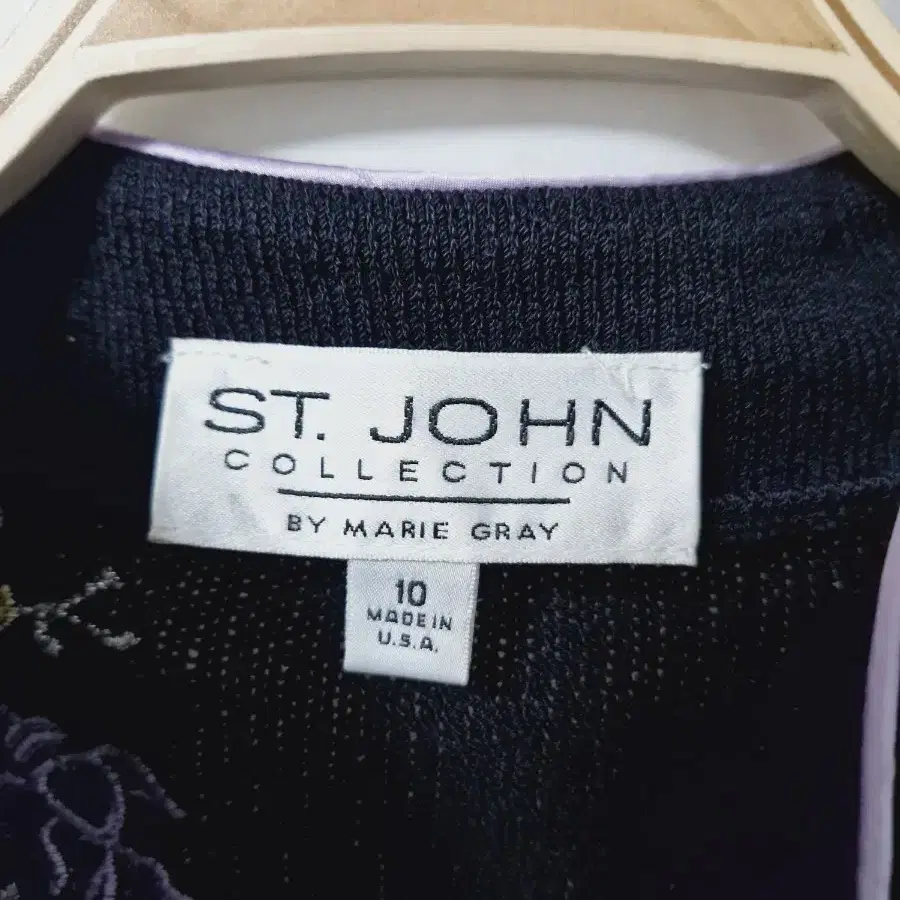 ST. JOHN
COLLECTION
BY MARIE GRAY
10
MADE IN
U.S.A.